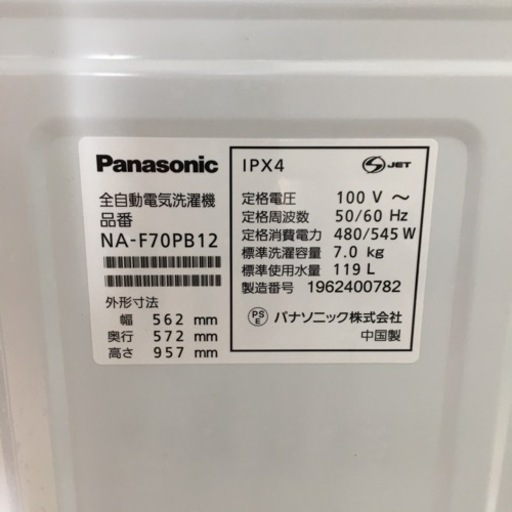 Panasonic
全自動電気洗濯機
品番
NA-F70PB12
外形寸法
幅 562 mm
奥行 572 mm
高さ 957 mm
IPX4
S JET
定格電圧 100 V ～
定格周波数 50/60 Hz
定格消費電力 480/545 W
標準洗濯容量 7.0 kg
標準使用水量 119 L
製造番号 1962400782
PS E パナソニック株式会社
中国製